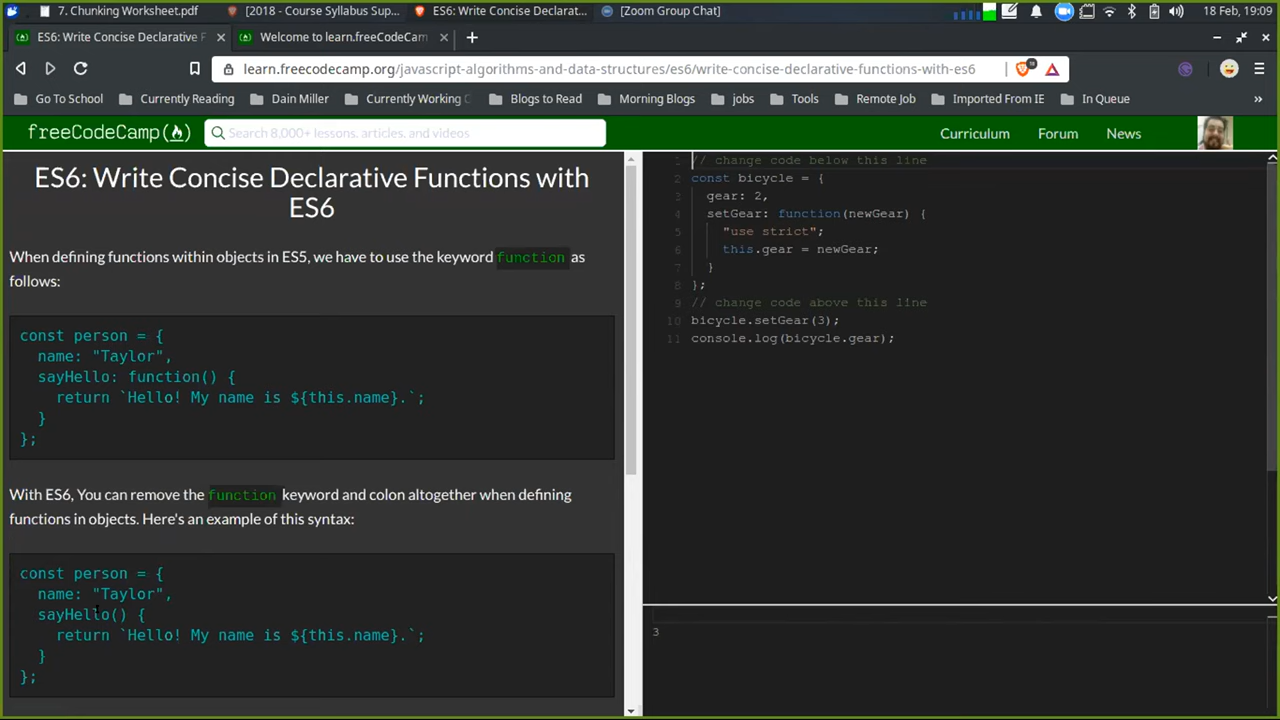 7. Chunking Worksheet.pdf
[2018 - Course Syllabus Sup...
ES6: Write Concise Declarat...
[Zoom Group Chat]
18 Feb, 19:09
ES6: Write Concise Declarative F
Welcome to learn.freeCodeCam
learn.freecodecamp.org/javascript-algorithms-and-data-structures/es6/write-concise-declarative-functions-with-es6
18
Go To School
Currently Reading
Dain Miller
Currently Working C
Blogs to Read
Morning Blogs
jobs
Tools
Remote Job
Imported From IE
In Queue
»
freeCodeCamp
Search 8,000+ lessons, articles, and videos
Curriculum
Forum
News
ES6: Write Concise Declarative Functions with
ES6
When defining functions within objects in ES5, we have to use the keyword function as
follows:
const person = {
name: "Taylor",
sayHello: function() {
return `Hello! My name is ${this.name}.`;
}
};
With ES6, You can remove the function keyword and colon altogether when defining
functions in objects. Here's an example of this syntax:
const person = {
name: "Taylor",
sayHello() {
return `Hello! My name is ${this.name}.`;
}
};
1 // change code below this line
2 const bicycle = {
3 gear: 2,
4 setGear: function(newGear) {
5 "use strict";
6 this.gear = newGear;
7 }
8 };
9 // change code above this line
10 bicycle.setGear(3);
11 console.log(bicycle.gear);
3